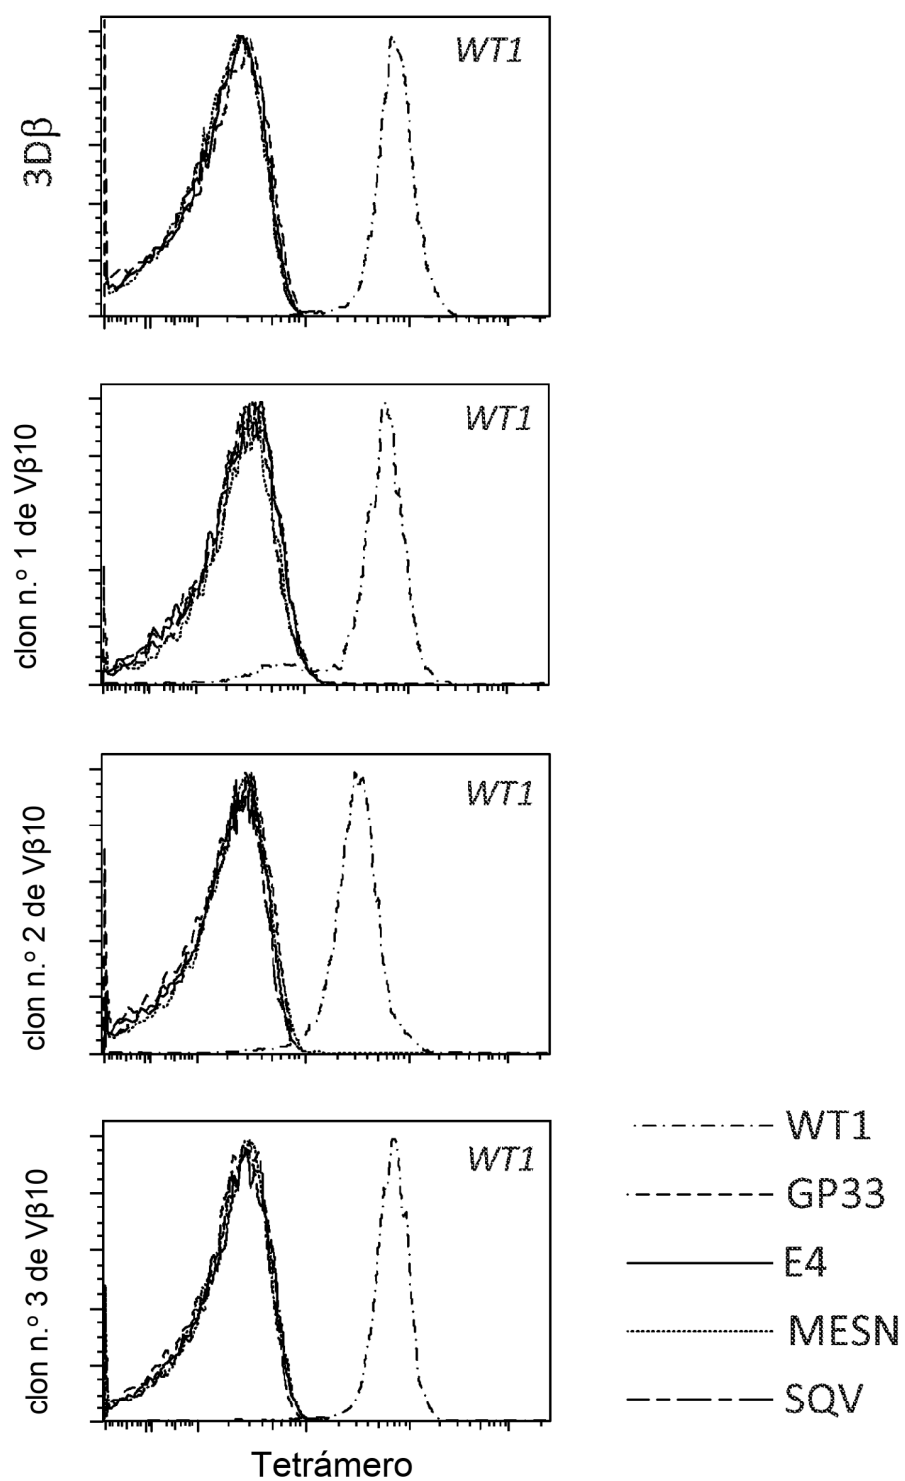 WT1
3Dβ
WT1
clon n.º 1 de Vβ10
WT1
clon n.º 2 de Vβ10
WT1
clon n.º 3 de Vβ10
WT1
GP33
E4
MESN
SQV
Tetrámero